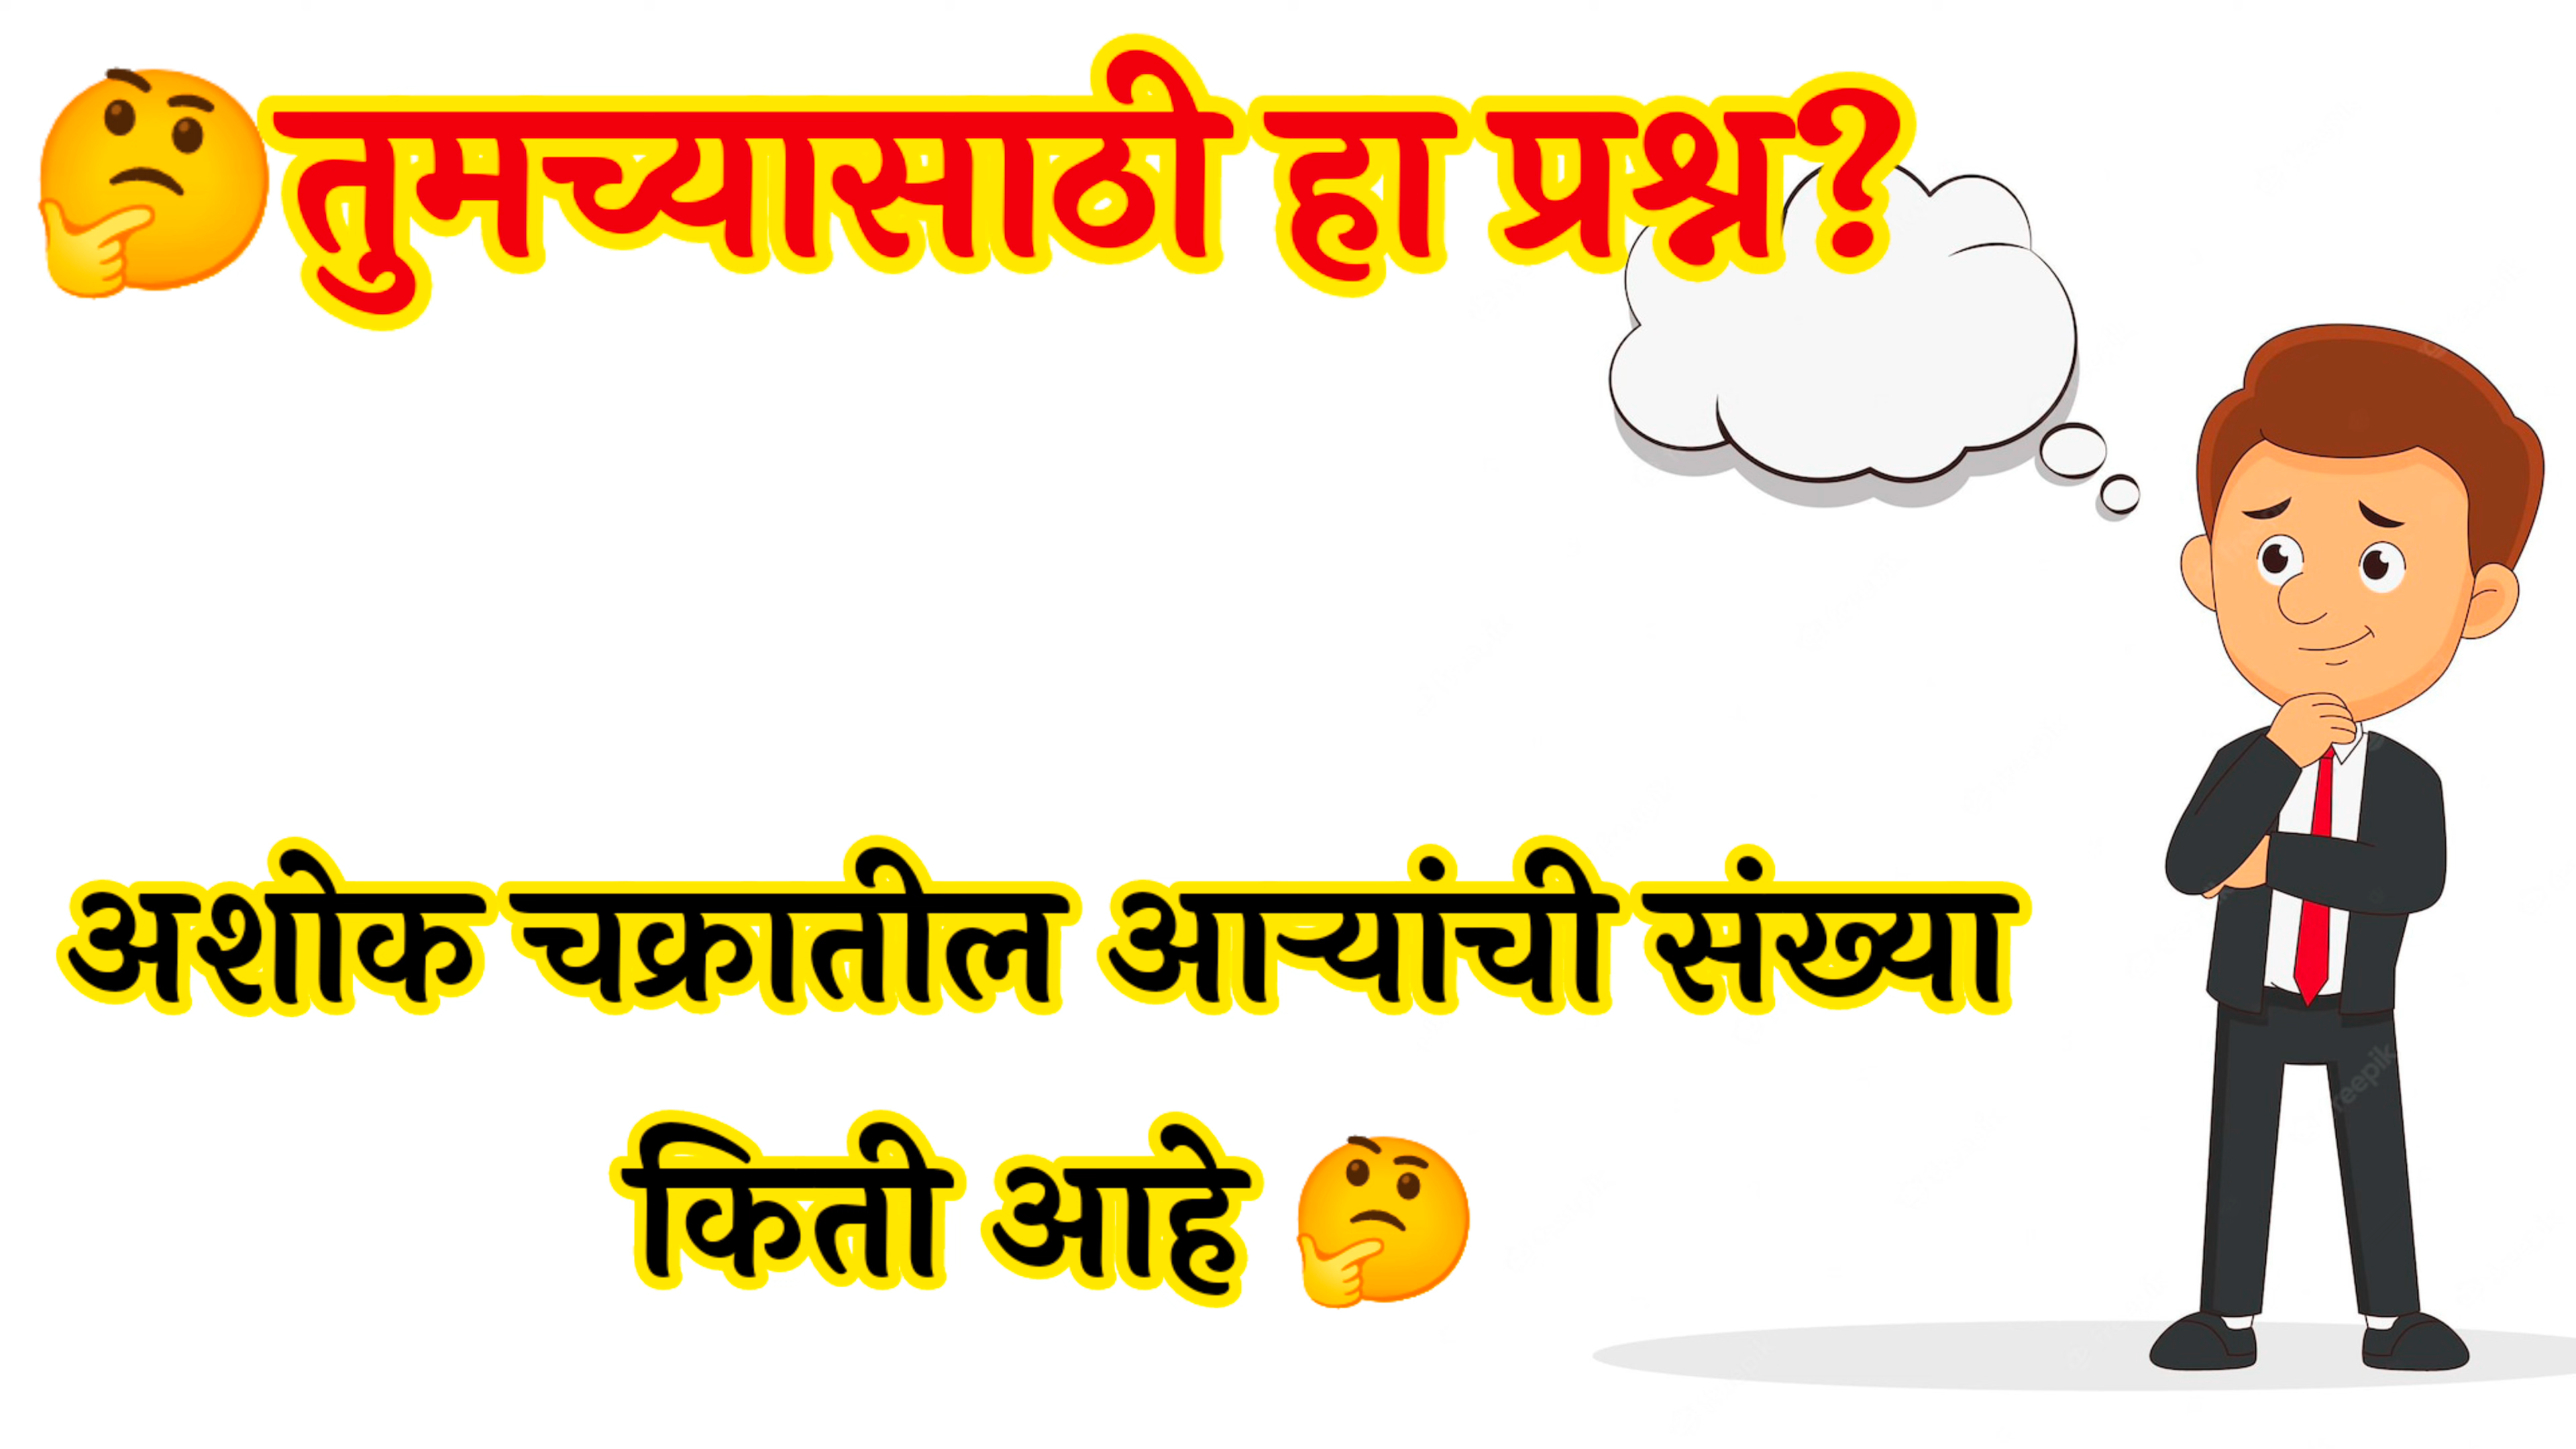 🤔तुमच्यासाठी हा प्रश्न?
अशोक चक्रातील आऱ्यांची संख्या
किती आहे 🤔